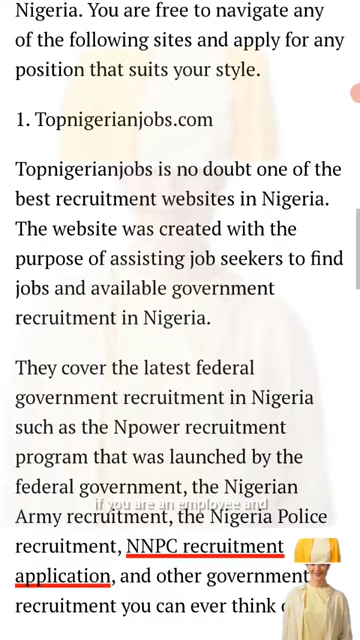 Nigeria. You are free to navigate any
of the following sites and apply for any
position that suits your style.
1. Topnigerianjobs.com
Topnigerianjobs is no doubt one of the
best recruitment websites in Nigeria.
The website was created with the
purpose of assisting job seekers to find
jobs and available government
recruitment in Nigeria.
They cover the latest federal
government recruitment in Nigeria
such as the Npower recruitment
program that was launched by the
federal government, the Nigerian
if you are an employee and
Army recruitment, the Nigeria Police
recruitment, NNPC recruitment
application, and other government
recruitment you can ever think